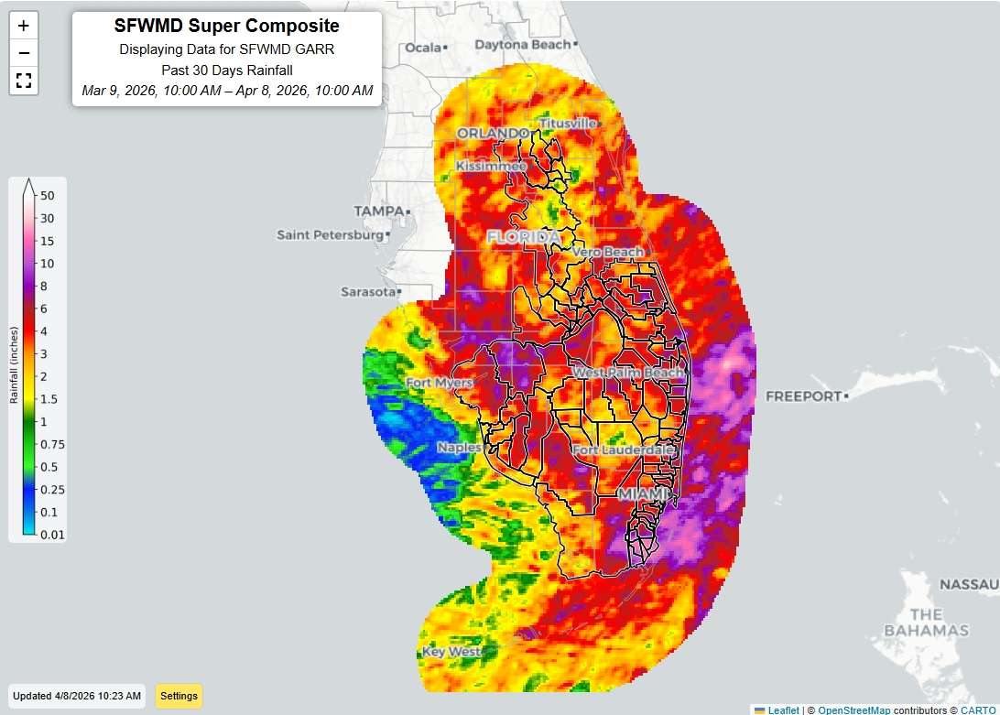 +
−
SFWMD Super Composite
Displaying Data for SFWMD GARR
Past 30 Days Rainfall
Mar 9, 2026, 10:00 AM – Apr 8, 2026, 10:00 AM
Ocala
Daytona Beach
Titusville
ORLANDO
Kissimmee
TAMPA
Saint Petersburg
FLORIDA
Vero Beach
Sarasota
West Palm Beach
Fort Myers
FREEPORT
Naples
Fort Lauderdale
MIAMI
NASSAU
THE
BAHAMAS
Key West
Rainfall (inches)
50
30
15
10
8
6
4
3
2
1.5
1
0.75
0.5
0.25
0.1
0.01
Updated 4/8/2026 10:23 AM
Settings
Leaflet | © OpenStreetMap contributors © CARTO